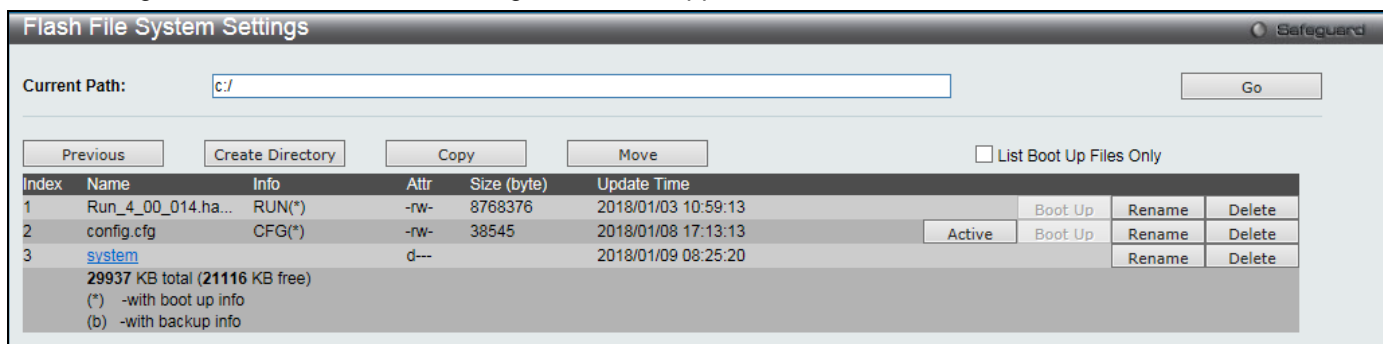 Flash File System Settings
Safeguard
Current Path: c:/ Go
Previous Create Directory Copy Move List Boot Up Files Only
Index Name Info Attr Size (byte) Update Time
1 Run_4_00_014.ha... RUN(*) -rw- 8768376 2018/01/03 10:59:13 Boot Up Rename Delete
2 config.cfg CFG(*) -rw- 38545 2018/01/08 17:13:13 Active Boot Up Rename Delete
3 system d--- 2018/01/09 08:25:20 Rename Delete
29937 KB total (21116 KB free)
(*) -with boot up info
(b) -with backup info